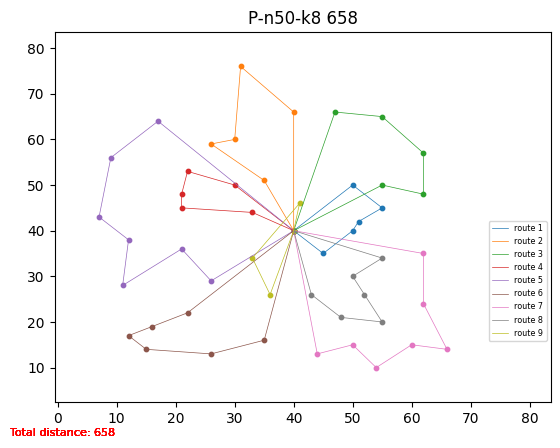 P-n50-k8 658
80
70
60
50
40
30
20
10
0 10 20 30 40 50 60 70 80
route 1
route 2
route 3
route 4
route 5
route 6
route 7
route 8
route 9
Total distance: